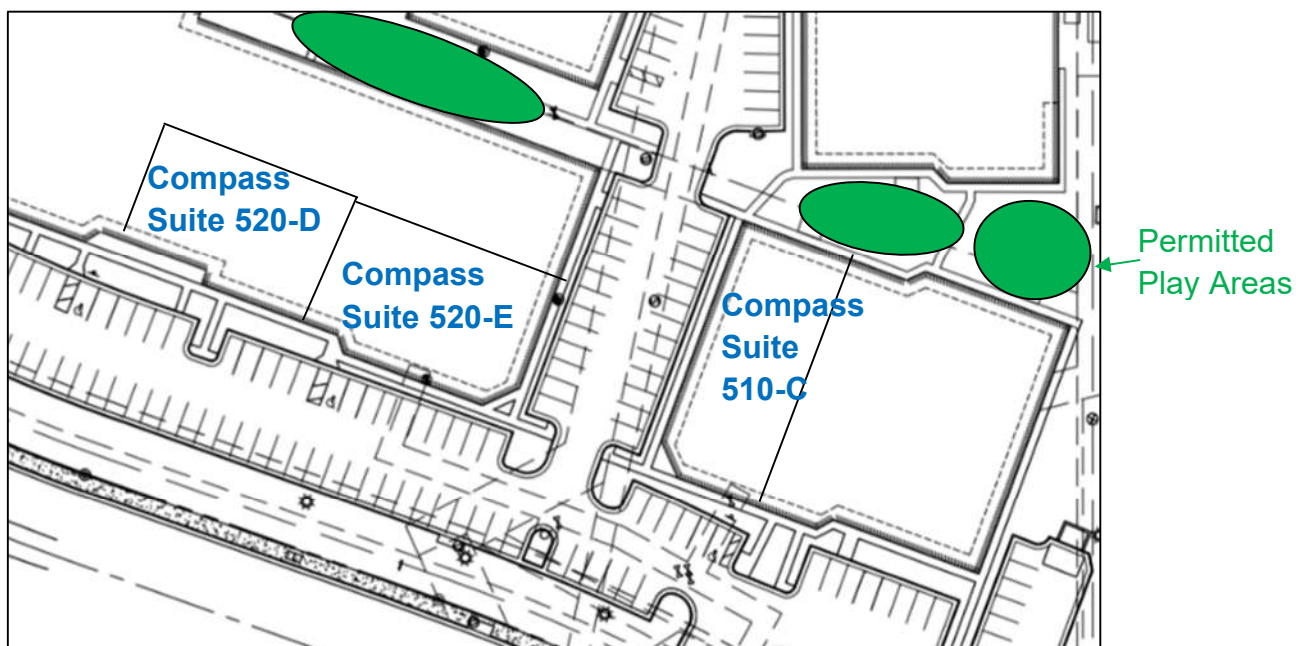 Compass
Suite 520-D
Compass
Suite 520-E
Compass
Suite
510-C
Permitted
Play Areas